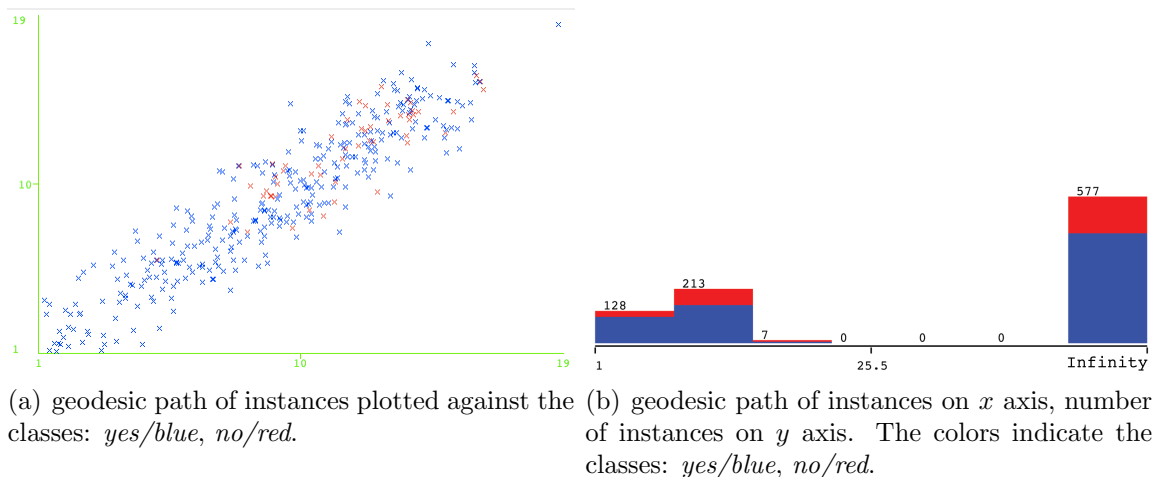 19
10
1
1
10
19
577
213
128
7
0
0
0
1
25.5
Infinity
(a) geodesic path of instances plotted against the
classes: yes/blue, no/red.
(b) geodesic path of instances on x axis, number
of instances on y axis. The colors indicate the
classes: yes/blue, no/red.